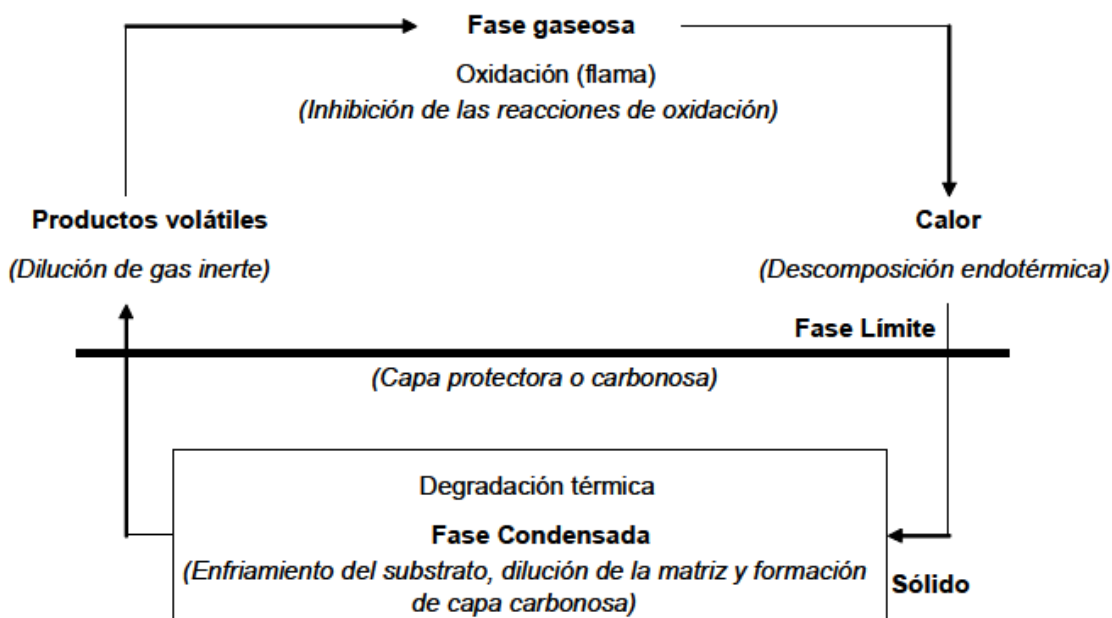 Fase gaseosa
Oxidación (flama)
(Inhibición de las reacciones de oxidación)
Productos volátiles
(Dilución de gas inerte)
Calor
(Descomposición endotérmica)
Fase Límite
(Capa protectora o carbonosa)
Degradación térmica
Fase Condensada
(Enfriamiento del substrato, dilución de la matriz y formación
de capa carbonosa)
Sólido